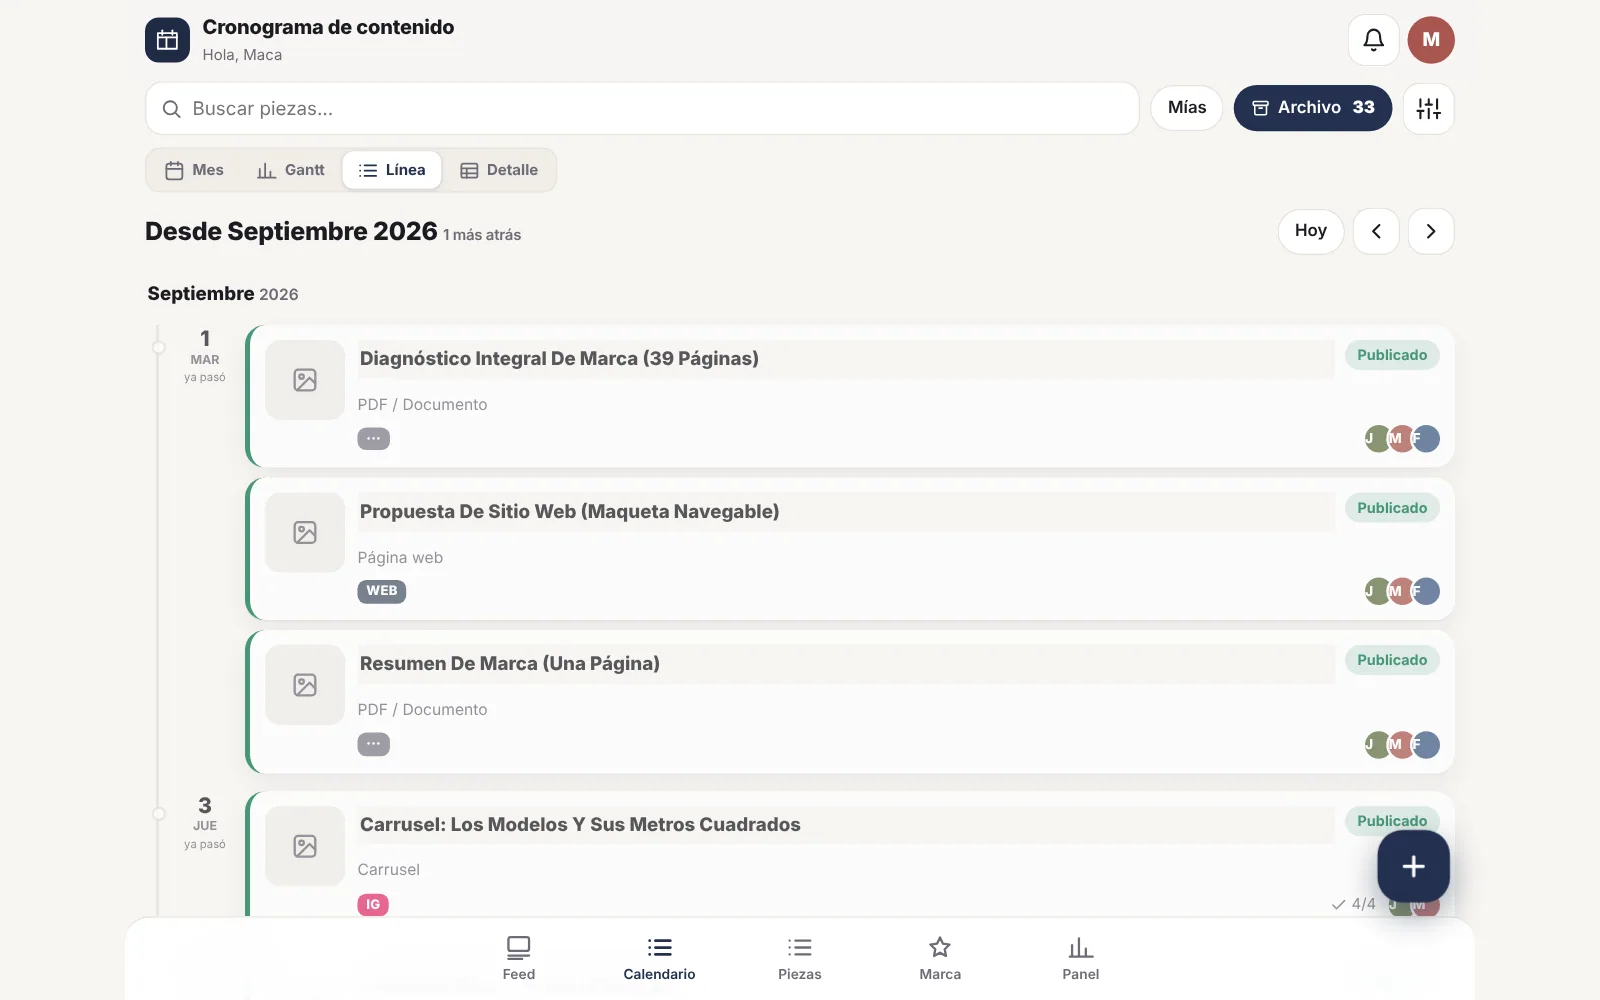 Cronograma de contenido
Hola, Maca
M
Buscar piezas...
Mías
Archivo 33
Mes
Gantt
Línea
Detalle
Desde Septiembre 2026 1 más atrás
Hoy
Septiembre 2026
1
MAR
ya pasó
Diagnóstico Integral De Marca (39 Páginas)
Publicado
PDF / Documento
...
J M F
Propuesta De Sitio Web (Maqueta Navegable)
Publicado
Página web
WEB
J M F
Resumen De Marca (Una Página)
Publicado
PDF / Documento
...
J M F
3
JUE
ya pasó
Carrusel: Los Modelos Y Sus Metros Cuadrados
Publicado
Carrusel
IG
4/4
J M
Feed
Calendario
Piezas
Marca
Panel